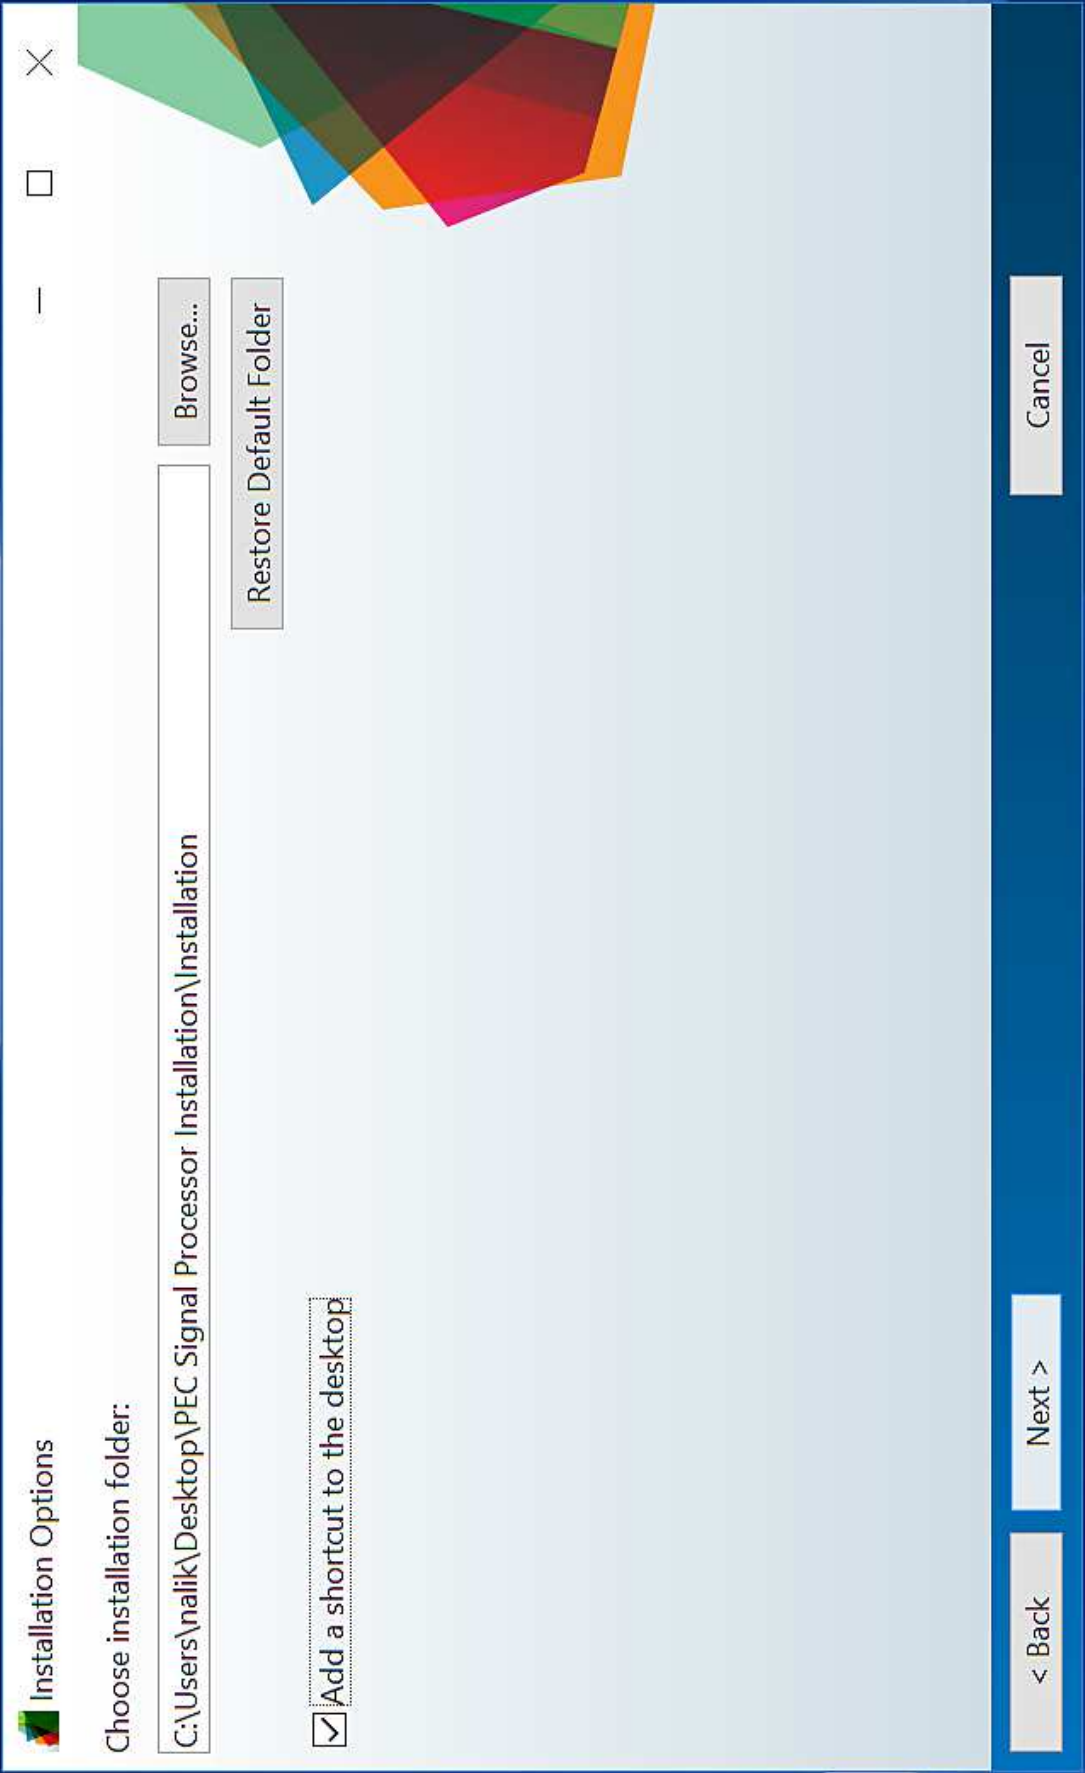 Installation Options
Choose installation folder:
C:\Users\nalik\Desktop\PEC Signal Processor Installation\Installation
Browse...
Restore Default Folder
Add a shortcut to the desktop
< Back
Next >
Cancel